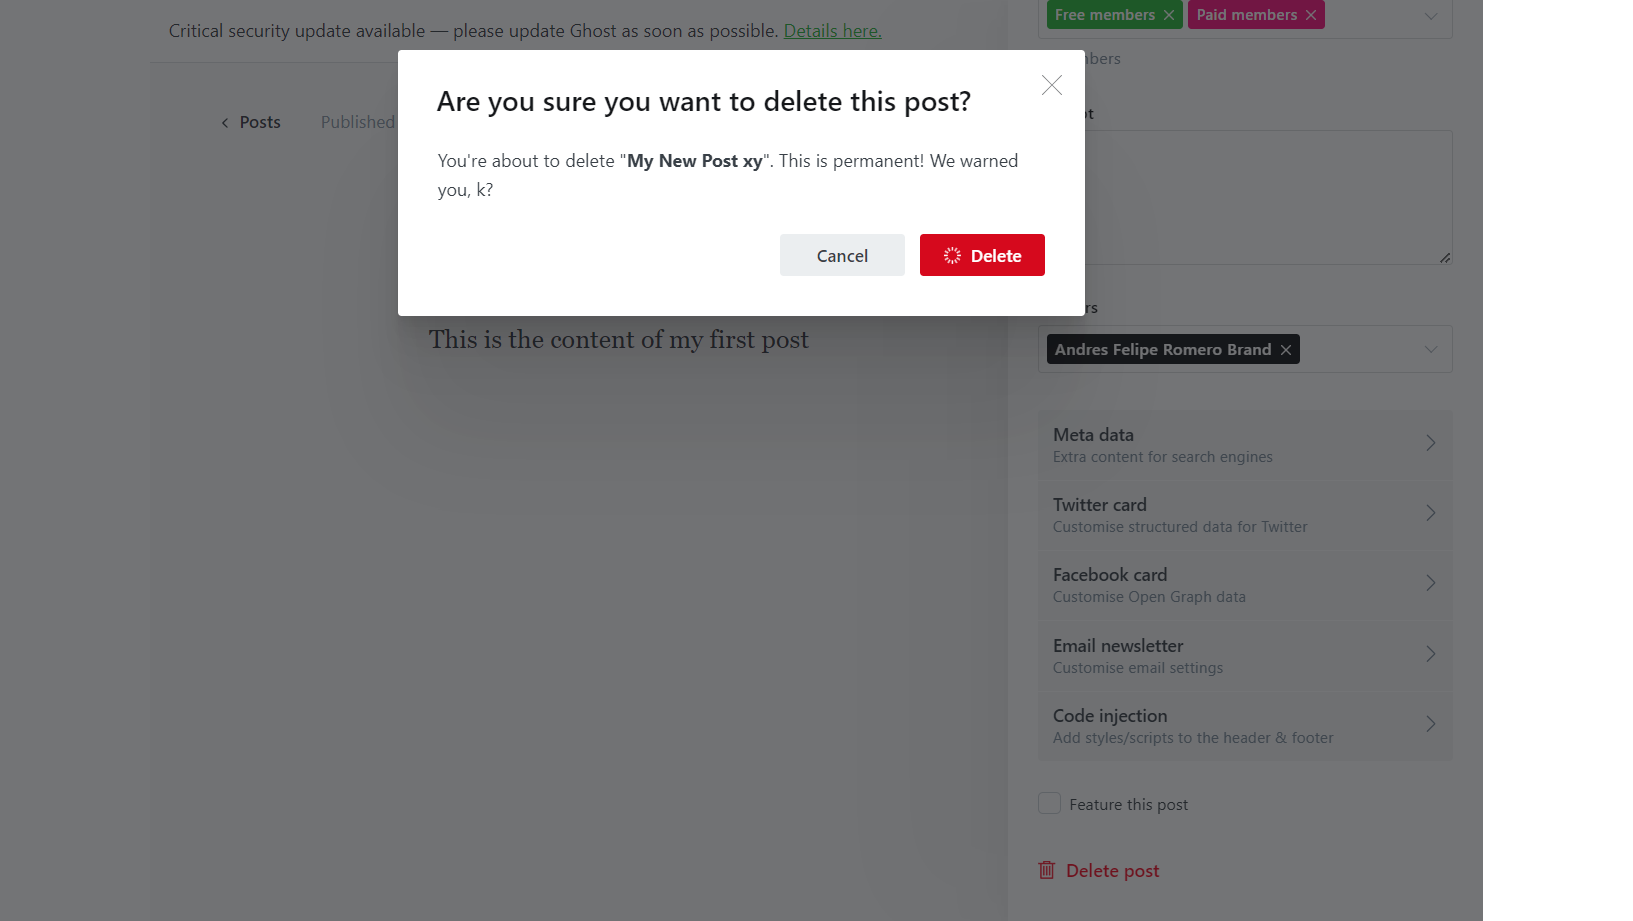 Critical security update available — please update Ghost as soon as possible. Details here.
Free members
Paid members
Posts
Published
Are you sure you want to delete this post?
You're about to delete "My New Post xy". This is permanent! We warned
you, k?
Cancel
Delete
This is the content of my first post
Andres Felipe Romero Brand
Meta data
Extra content for search engines
Twitter card
Customise structured data for Twitter
Facebook card
Customise Open Graph data
Email newsletter
Customise email settings
Code injection
Add styles/scripts to the header & footer
Feature this post
Delete post